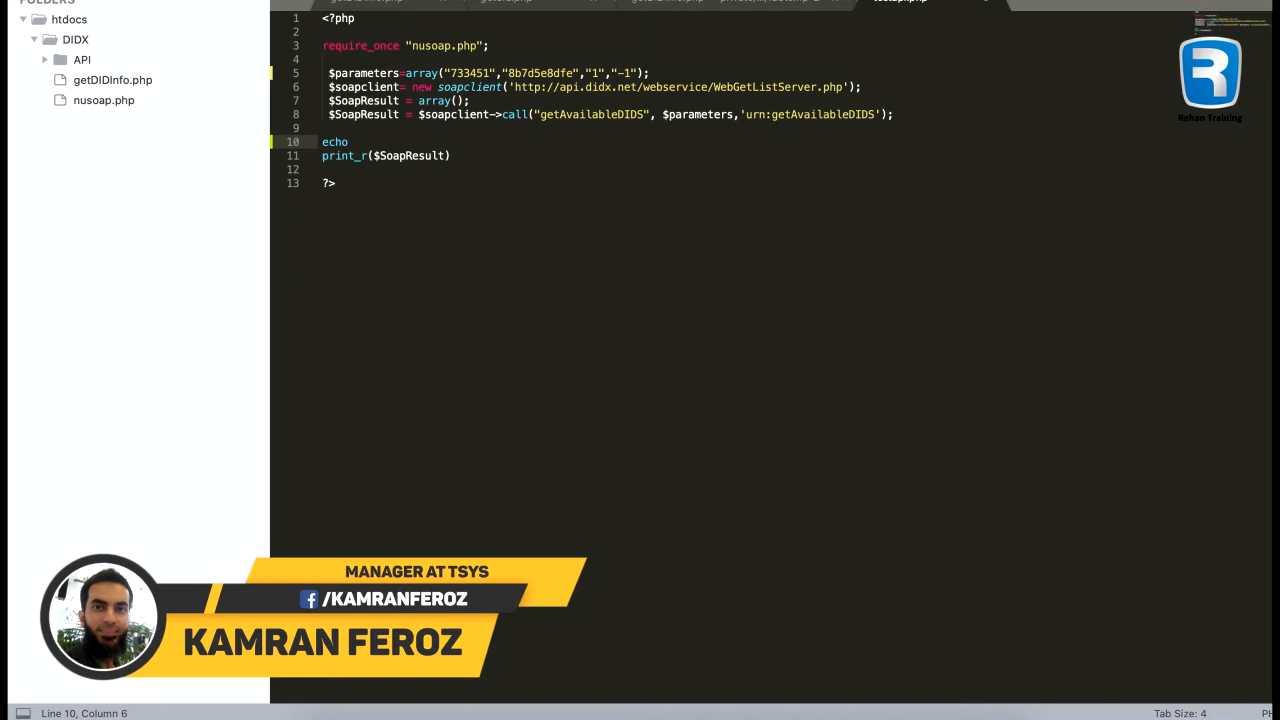 FOLDERS
htdocs
DIDX
API
getDIDInfo.php
nusoap.php
1 <?php
2
3 require_once "nusoap.php";
4
5 $parameters=array("733451","8b7d5e8dfe","1","-1");
6 $soapclient= new soapclient('http://api.didx.net/webservice/WebGetListServer.php');
7 $SoapResult = array();
8 $SoapResult = $soapclient->call("getAvailableDIDS", $parameters,'urn:getAvailableDIDS');
9
10 echo
11 print_r($SoapResult)
12
13 ?>
Rehan Training
MANAGER AT TSYS
/KAMRANFEROZ
KAMRAN FEROZ
Line 10, Column 6
Tab Size: 4